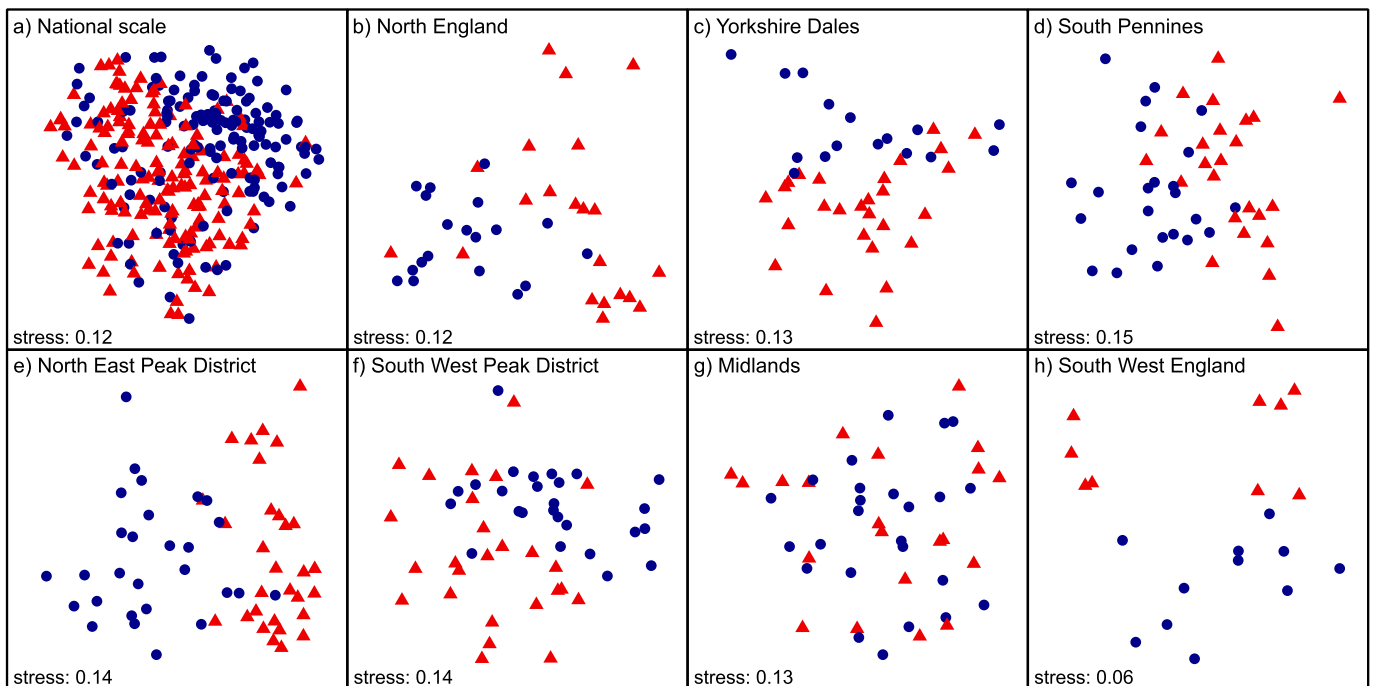 a) National scale
stress: 0.12
b) North England
stress: 0.12
c) Yorkshire Dales
stress: 0.13
d) South Pennines
stress: 0.15
e) North East Peak District
stress: 0.14
f) South West Peak District
stress: 0.14
g) Midlands
stress: 0.13
h) South West England
stress: 0.06